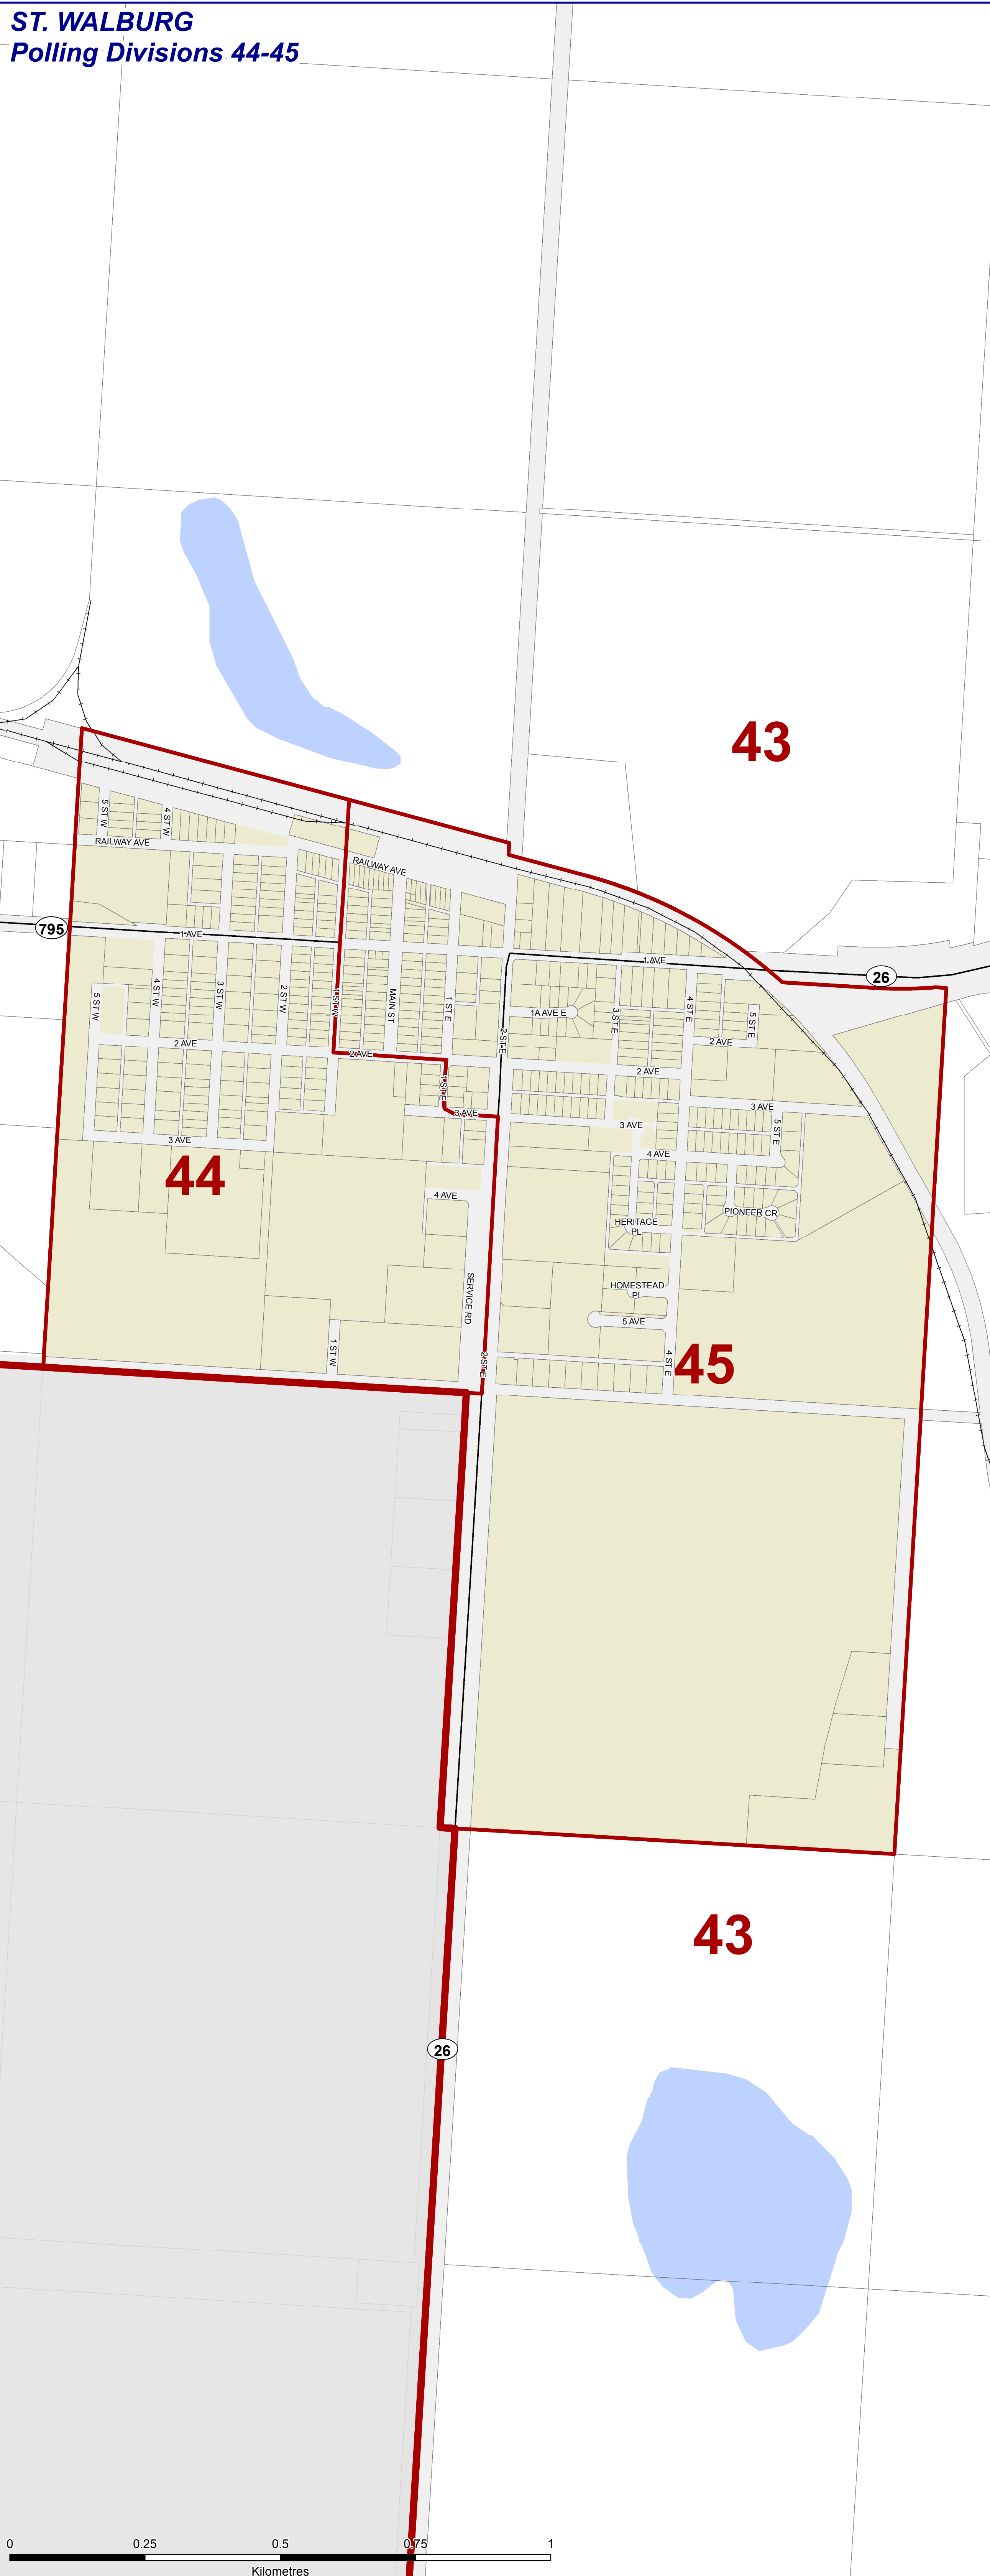 ST. WALBURG
Polling Divisions 44-45
43
5 ST W
4 ST W
RAILWAY AVE
RAILWAY AVE
795
1 AVE
1 AVE
26
5 ST W
4 ST W
3 ST W
2 ST W
1 ST W
MAIN ST
1 ST E
2 ST E
1A AVE E
3 ST E
4 ST E
5 ST E
2 AVE
2 AVE
2 AVE
2 AVE
1 ST E
3 AVE
3 AVE
3 AVE
3 AVE
5 ST E
4 AVE
44
4 AVE
PIONEER CR
HERITAGE
PL
SERVICE RD
HOMESTEAD
PL
5 AVE
1 ST W
2 ST E
4 ST E
45
43
26
0
0.25
0.5
0.75
1
Kilometres